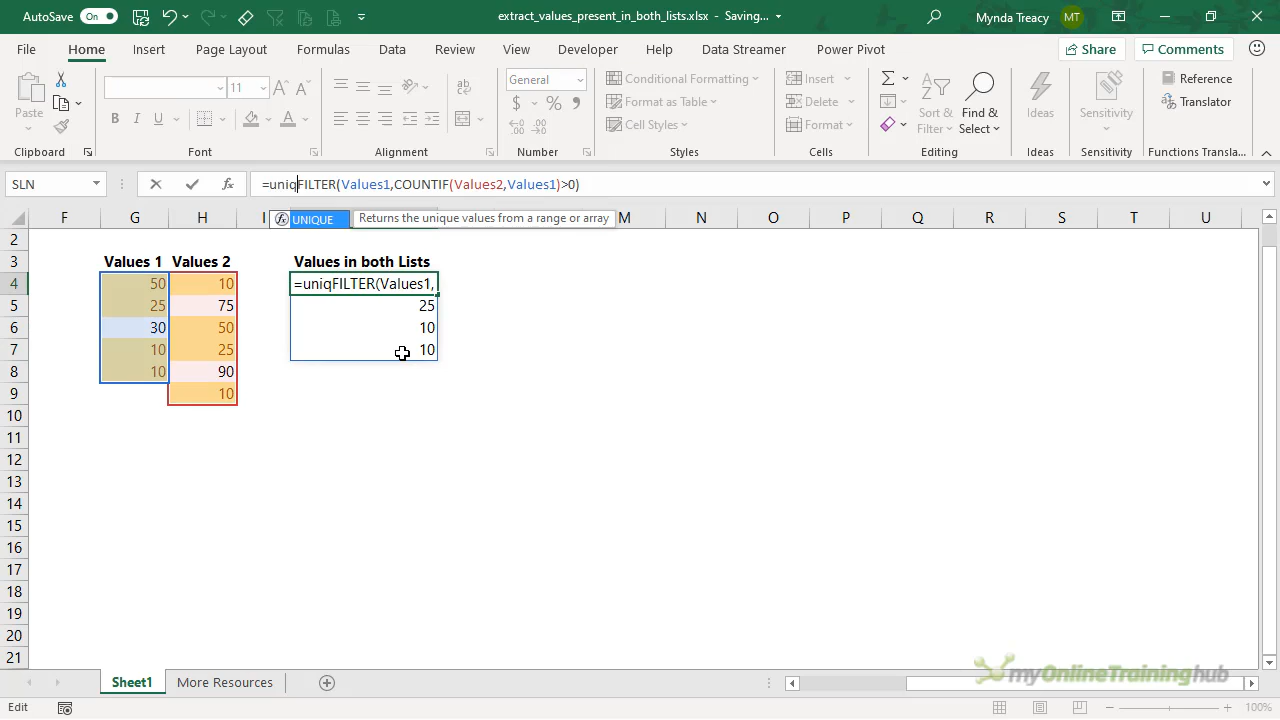 AutoSave On extract_values_present_in_both_lists.xlsx - Saving... Mynda Treacy MT
File Home Insert Page Layout Formulas Data Review View Developer Help Data Streamer Power Pivot Share Comments
Paste 11 General Conditional Formatting Format as Table Cell Styles Insert Delete Format Sort & Filter Find & Select Ideas Sensitivity Reference Translator
Clipboard Font Alignment Number Styles Cells Editing Ideas Sensitivity Functions Transla...
SLN =uniqFILTER(Values1,COUNTIF(Values2,Values1)>0)
UNIQUE Returns the unique values from a range or array
F G H I M N O P Q R S T U
2
3 Values 1 Values 2 Values in both Lists
4 50 10 =uniqFILTER(Values1,
5 25 75 25
6 30 50 10
7 10 25 10
8 10 90
9 10
10
11
12
13
14
15
16
17
18
19
20
21
myOnlineTraininghub
Sheet1 More Resources
Edit 100%